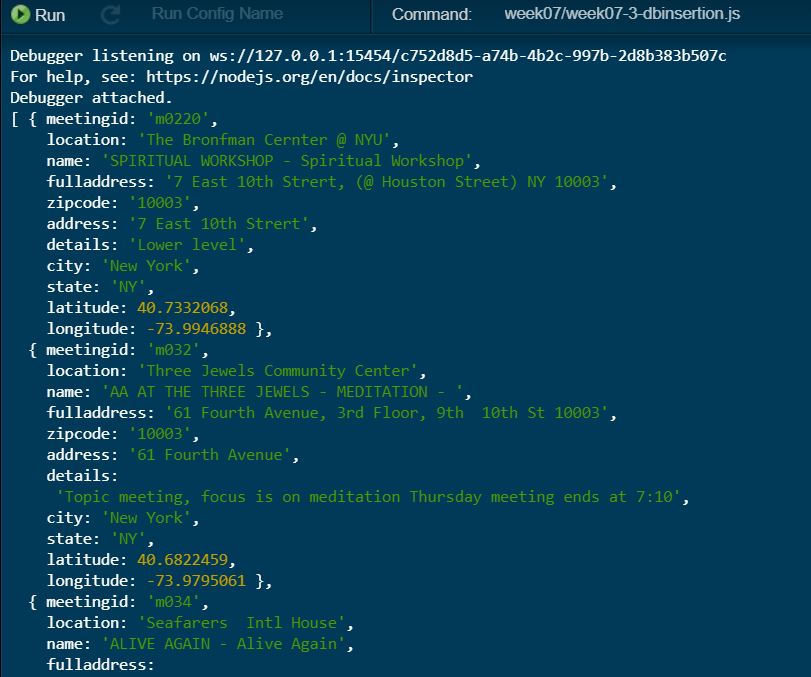 Run Run Config Name Command: week07/week07-3-dbinsertion.js
Debugger listening on ws://127.0.0.1:15454/c752d8d5-a74b-4b2c-997b-2d8b383b507c
For help, see: https://nodejs.org/en/docs/inspector
Debugger attached.
[ { meetingid: 'm0220',
    location: 'The Bronfman Cernter @ NYU',
    name: 'SPIRITUAL WORKSHOP - Spiritual Workshop',
    fulladdress: '7 East 10th Strert, (@ Houston Street) NY 10003',
    zipcode: '10003',
    address: '7 East 10th Strert',
    details: 'Lower level',
    city: 'New York',
    state: 'NY',
    latitude: 40.7332068,
    longitude: -73.9946888 },
  { meetingid: 'm032',
    location: 'Three Jewels Community Center',
    name: 'AA AT THE THREE JEWELS - MEDITATION - ',
    fulladdress: '61 Fourth Avenue, 3rd Floor, 9th  10th St 10003',
    zipcode: '10003',
    address: '61 Fourth Avenue',
    details:
     'Topic meeting, focus is on meditation Thursday meeting ends at 7:10',
    city: 'New York',
    state: 'NY',
    latitude: 40.6822459,
    longitude: -73.9795061 },
  { meetingid: 'm034',
    location: 'Seafarers  Intl House',
    name: 'ALIVE AGAIN - Alive Again',
    fulladdress: